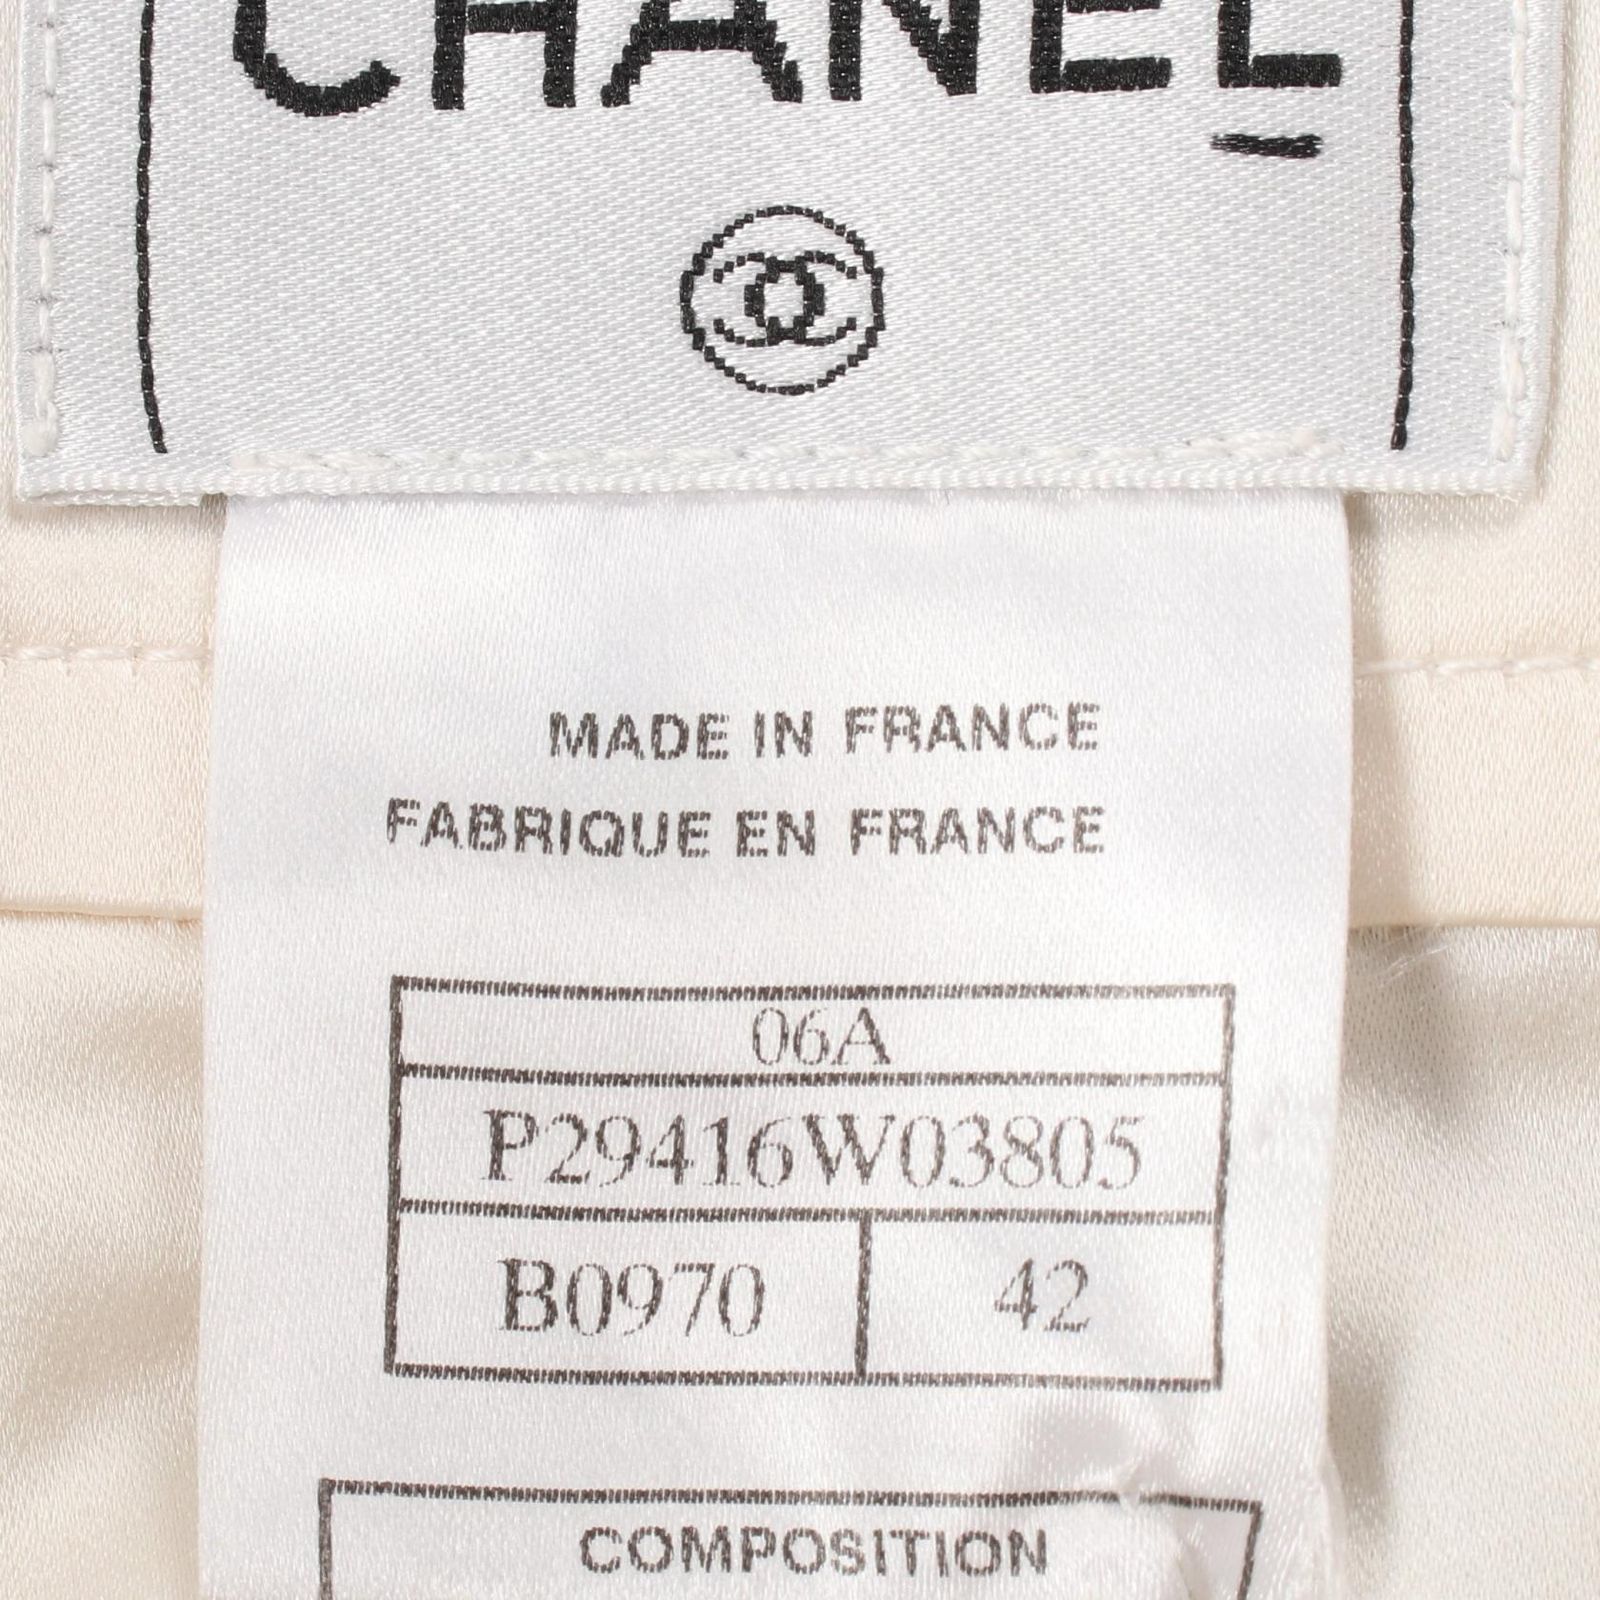 CHANEL
MADE IN FRANCE
FABRIQUE EN FRANCE
06A
P29416W03805
B0970 42
COMPOSITION